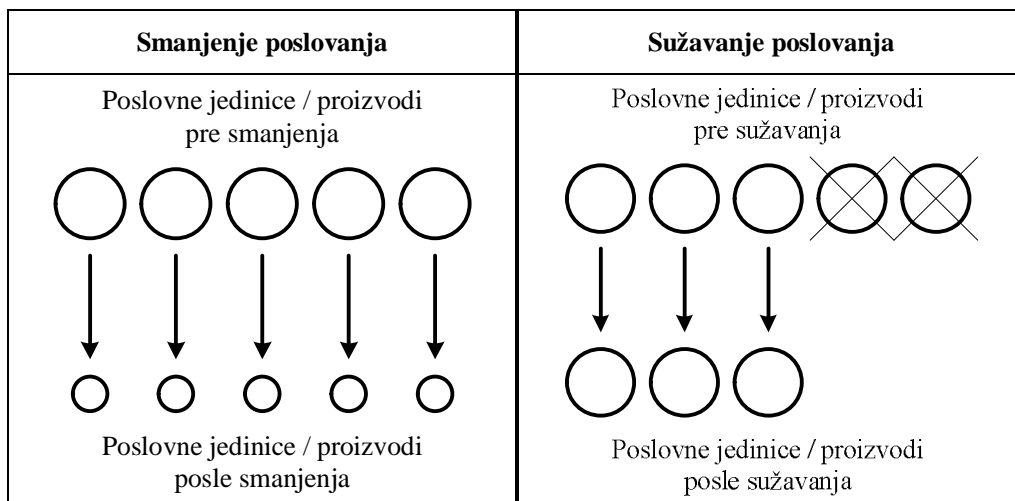 Smanjenje poslovanja
Poslovne jedinice / proizvodi
pre smanjenja
Poslovne jedinice / proizvodi
posle smanjenja
Sužavanje poslovanja
Poslovne jedinice / proizvodi
pre sužavanja
Poslovne jedinice / proizvodi
posle sužavanja